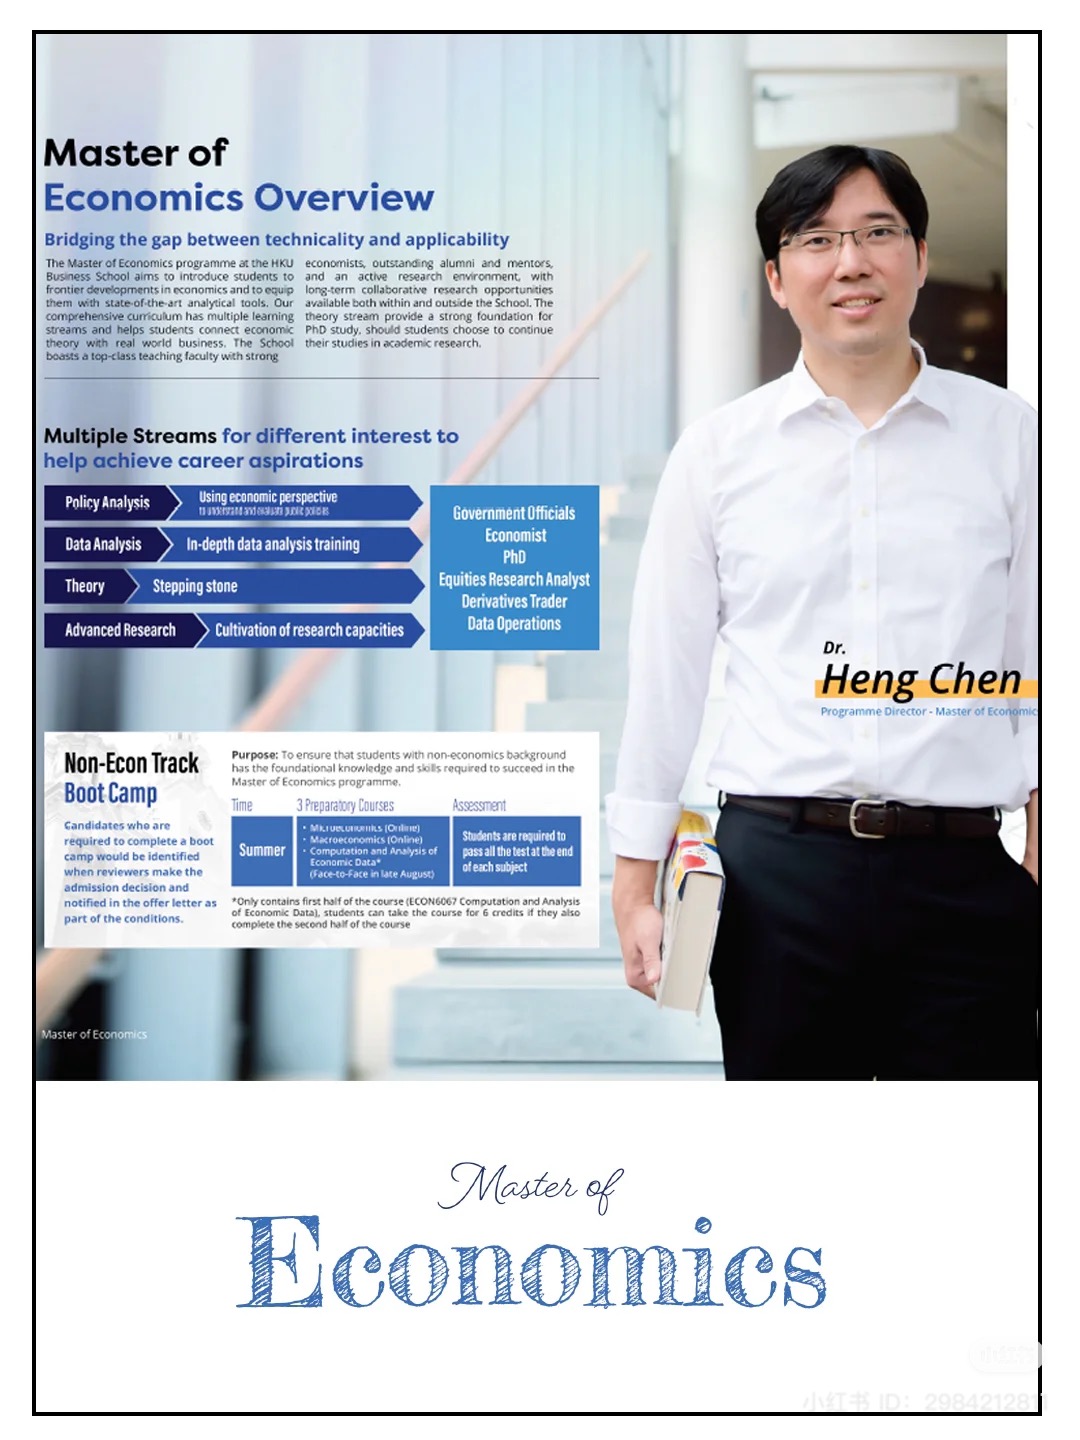 Master of
Economics Overview
Bridging the gap between technicality and applicability
The Master of Economics programme at the HKU
Business School aims to introduce students to
frontier developments in economics and to equip
them with state-of-the-art analytical tools. Our
comprehensive curriculum has multiple learning
streams and helps students connect economic
theory with real world business. The School
boasts a top-class teaching faculty with strong
economists, outstanding alumni and mentors,
and an active research environment, with
long-term collaborative research opportunities
available both within and outside the School. The
theory stream provide a strong foundation for
PhD study, should students choose to continue
their studies in academic research.
Multiple Streams for different interest to
help achieve career aspirations
Policy Analysis
Using economic perspective
to understand and evaluate public policies
Data Analysis
In-depth data analysis training
Theory
Stepping stone
Advanced Research
Cultivation of research capacities
Government Officials
Economist
PhD
Equities Research Analyst
Derivatives Trader
Data Operations
Dr.
Heng Chen
Programme Director - Master of Economic
Non-Econ Track
Boot Camp
Candidates who are
required to complete a boot
camp would be identified
when reviewers make the
admission decision and
notified in the offer letter as
part of the conditions.
Purpose: To ensure that students with non-economics background
has the foundational knowledge and skills required to succeed in the
Master of Economics programme.
Time
3 Preparatory Courses
Assessment
Summer
• Microeconomics (Online)
• Macroeconomics (Online)
• Computation and Analysis of
Economic Data*
(Face-to-Face in late August)
Students are required to
pass all the test at the end
of each subject
*Only contains first half of the course (ECON6067 Computation and Analysis
of Economic Data), students can take the course for 6 credits if they also
complete the second half of the course
Master of Economics
Master of
Economics
小红书
小红书 ID: 2984212811